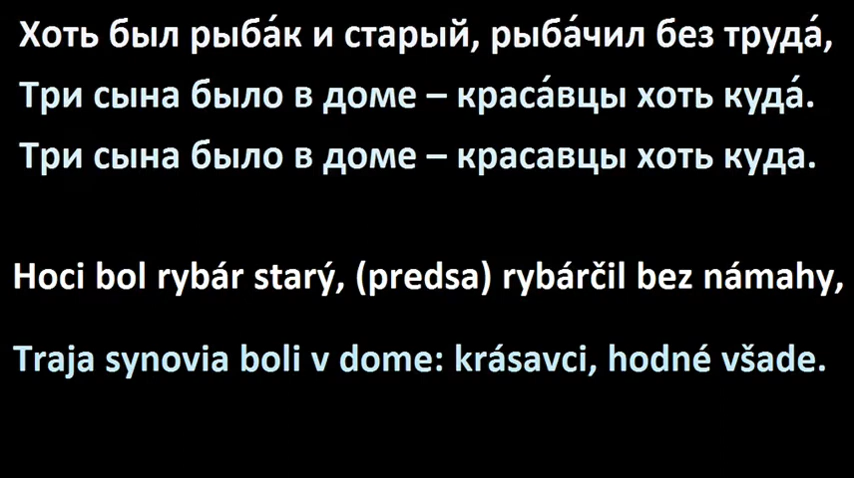 Хоть был рыба́к и старый, рыба́чил без труда́,
Три сына было в доме – краса́вцы хоть куда́.
Три сына было в доме – красавцы хоть куда.
Hoci bol rybár starý, (predsa) rybárčil bez námahy,
Traja synovia boli v dome: krásavci, hodné všade.